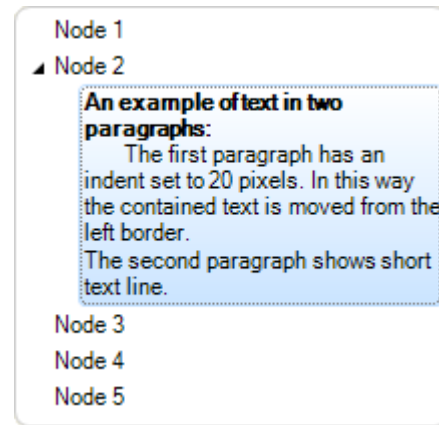 Node 1
Node 2
An example of text in two
paragraphs:
The first paragraph has an
indent set to 20 pixels. In this way
the contained text is moved from the
left border.
The second paragraph shows short
text line.
Node 3
Node 4
Node 5